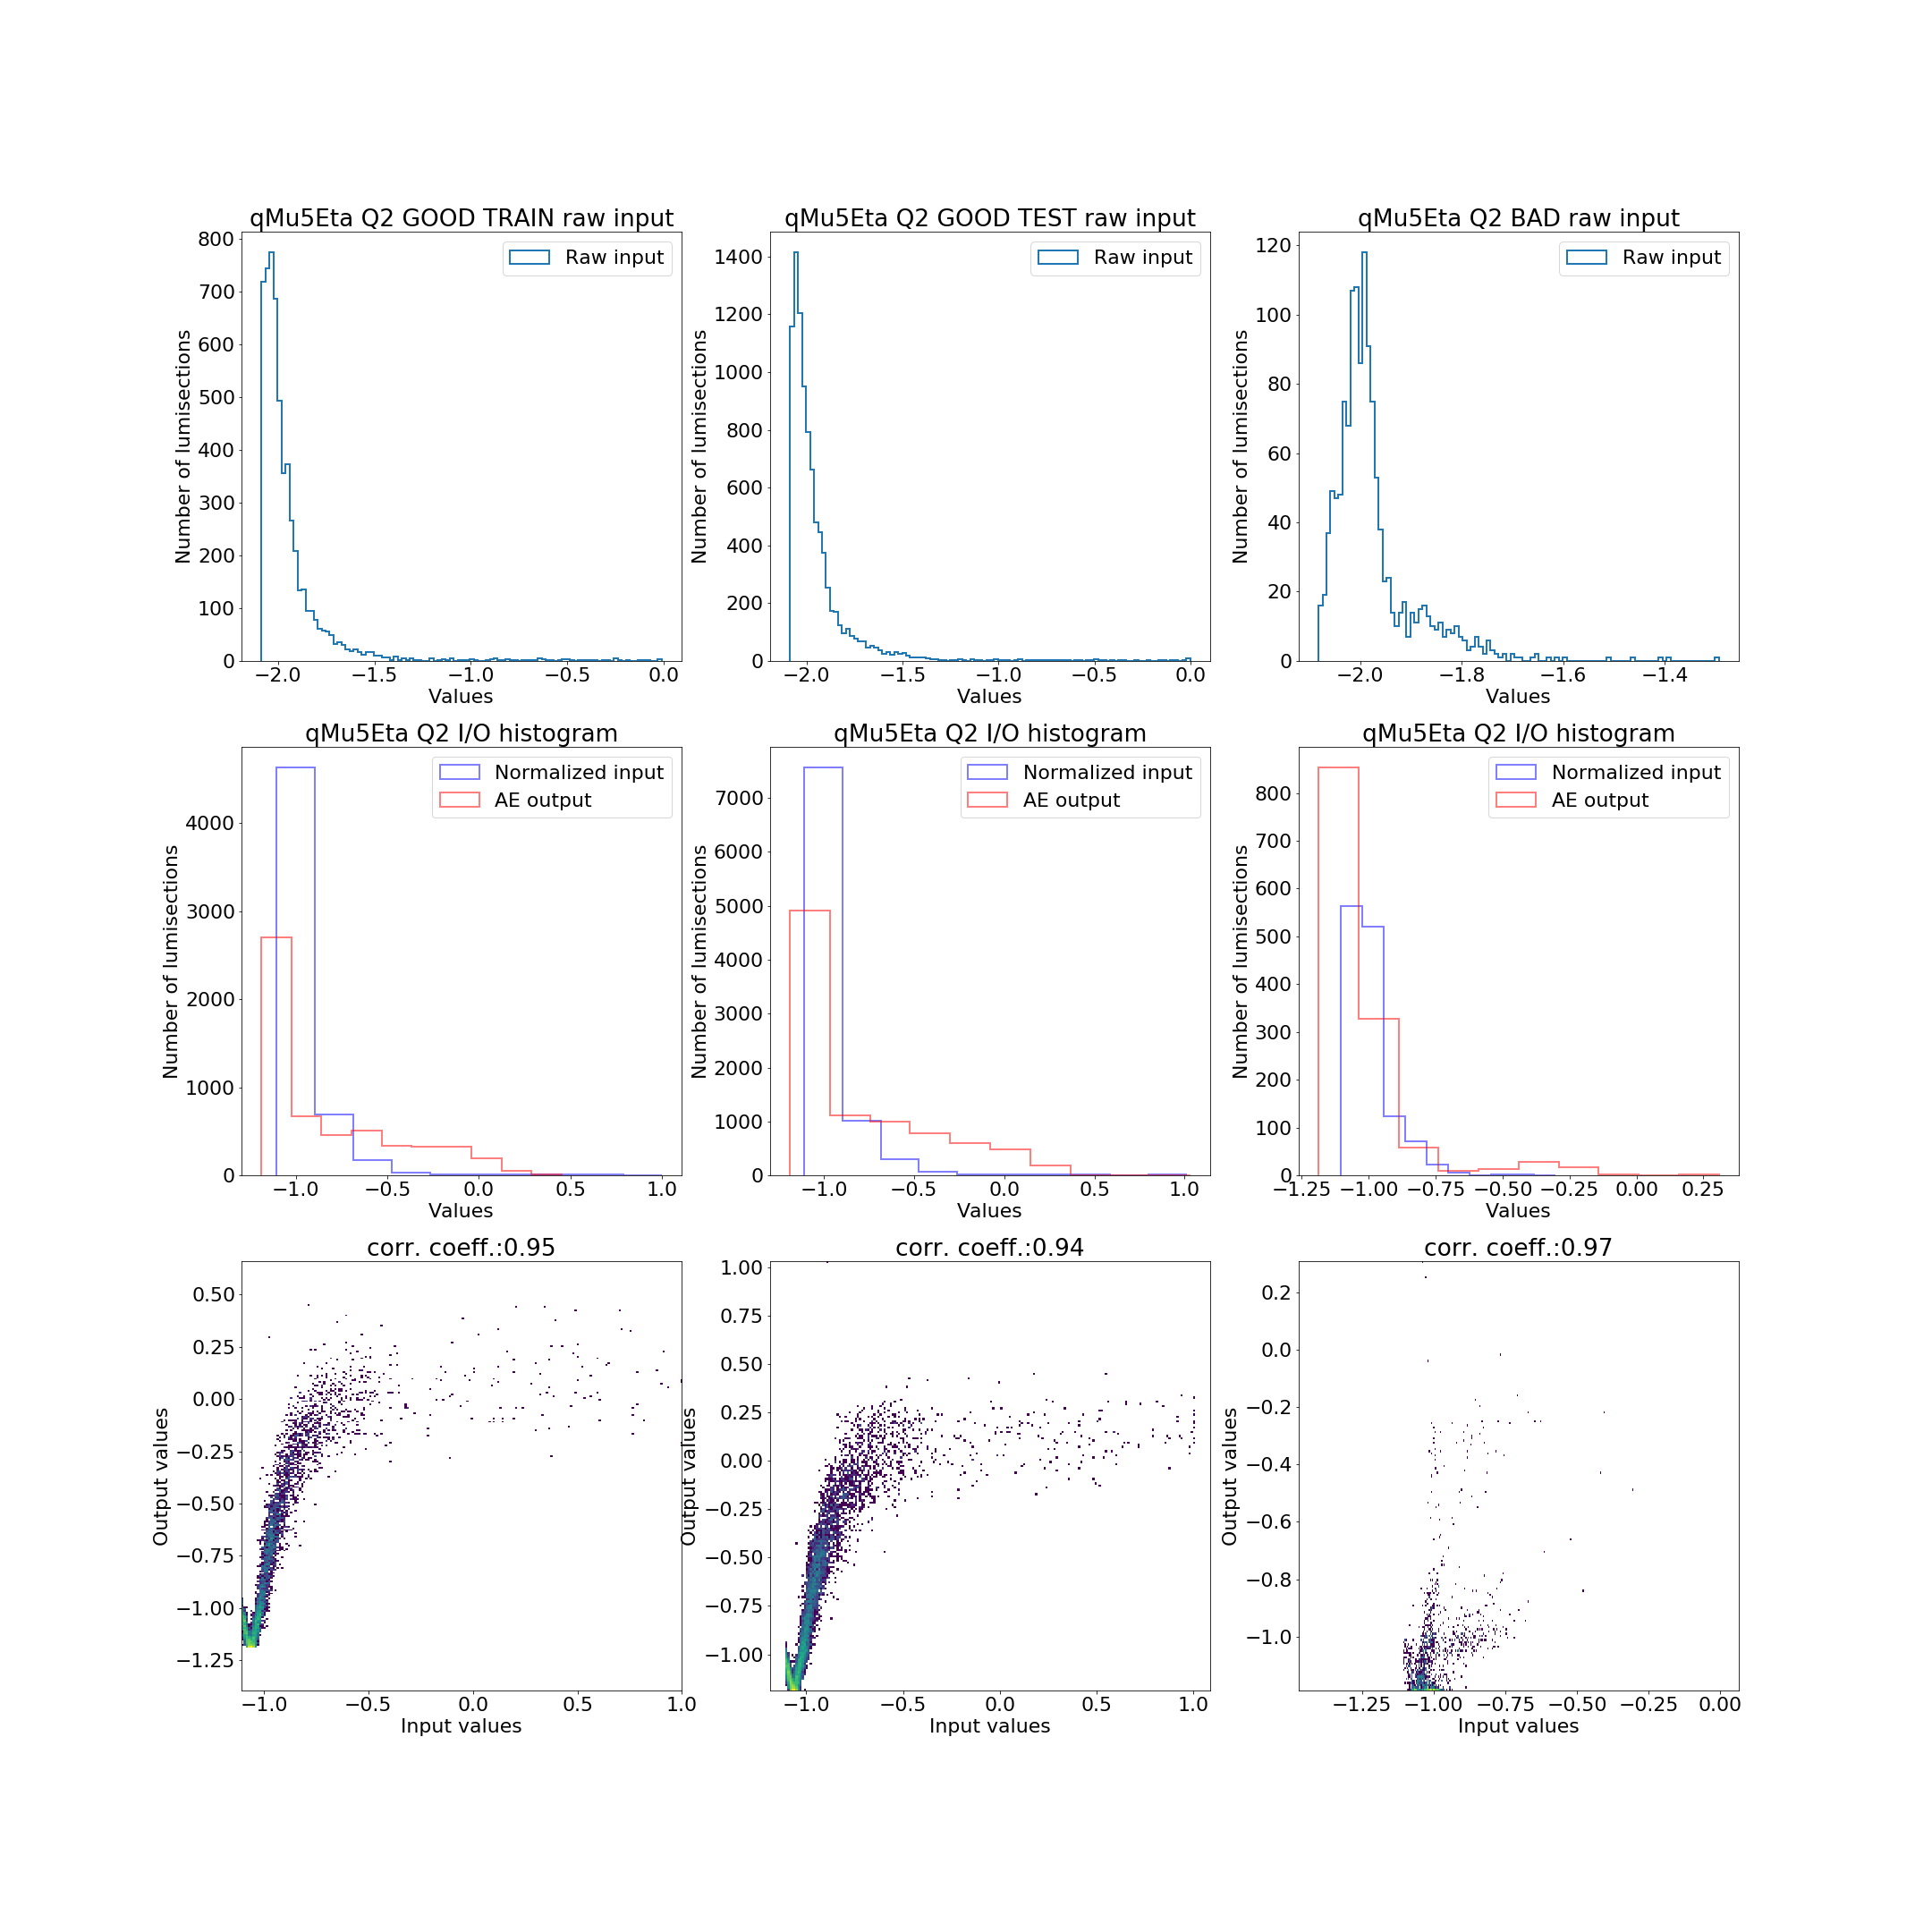 qMu5Eta Q2 GOOD TRAIN raw input
800
700
600
500
400
300
200
100
0
Number of lumisections
Raw input
−2.0 −1.5 −1.0 −0.5 0.0
Values
qMu5Eta Q2 GOOD TEST raw input
1400
1200
1000
800
600
400
200
0
Number of lumisections
Raw input
−2.0 −1.5 −1.0 −0.5 0.0
Values
qMu5Eta Q2 BAD raw input
120
100
80
60
40
20
0
Number of lumisections
Raw input
−2.0 −1.8 −1.6 −1.4
Values
qMu5Eta Q2 I/O histogram
4000
3000
2000
1000
0
Number of lumisections
Normalized input
AE output
−1.0 −0.5 0.0 0.5 1.0
Values
qMu5Eta Q2 I/O histogram
7000
6000
5000
4000
3000
2000
1000
0
Number of lumisections
Normalized input
AE output
−1.0 −0.5 0.0 0.5 1.0
Values
qMu5Eta Q2 I/O histogram
800
700
600
500
400
300
200
100
0
Number of lumisections
Normalized input
AE output
−1.25 −1.00 −0.75 −0.50 −0.25 0.00 0.25
Values
corr. coeff.:0.95
0.50
0.25
0.00
−0.25
−0.50
−0.75
−1.00
−1.25
Output values
−1.0 −0.5 0.0 0.5 1.0
Input values
corr. coeff.:0.94
1.00
0.75
0.50
0.25
0.00
−0.25
−0.50
−0.75
−1.00
Output values
−1.0 −0.5 0.0 0.5 1.0
Input values
corr. coeff.:0.97
0.2
0.0
−0.2
−0.4
−0.6
−0.8
−1.0
Output values
−1.25 −1.00 −0.75 −0.50 −0.25 0.00
Input values